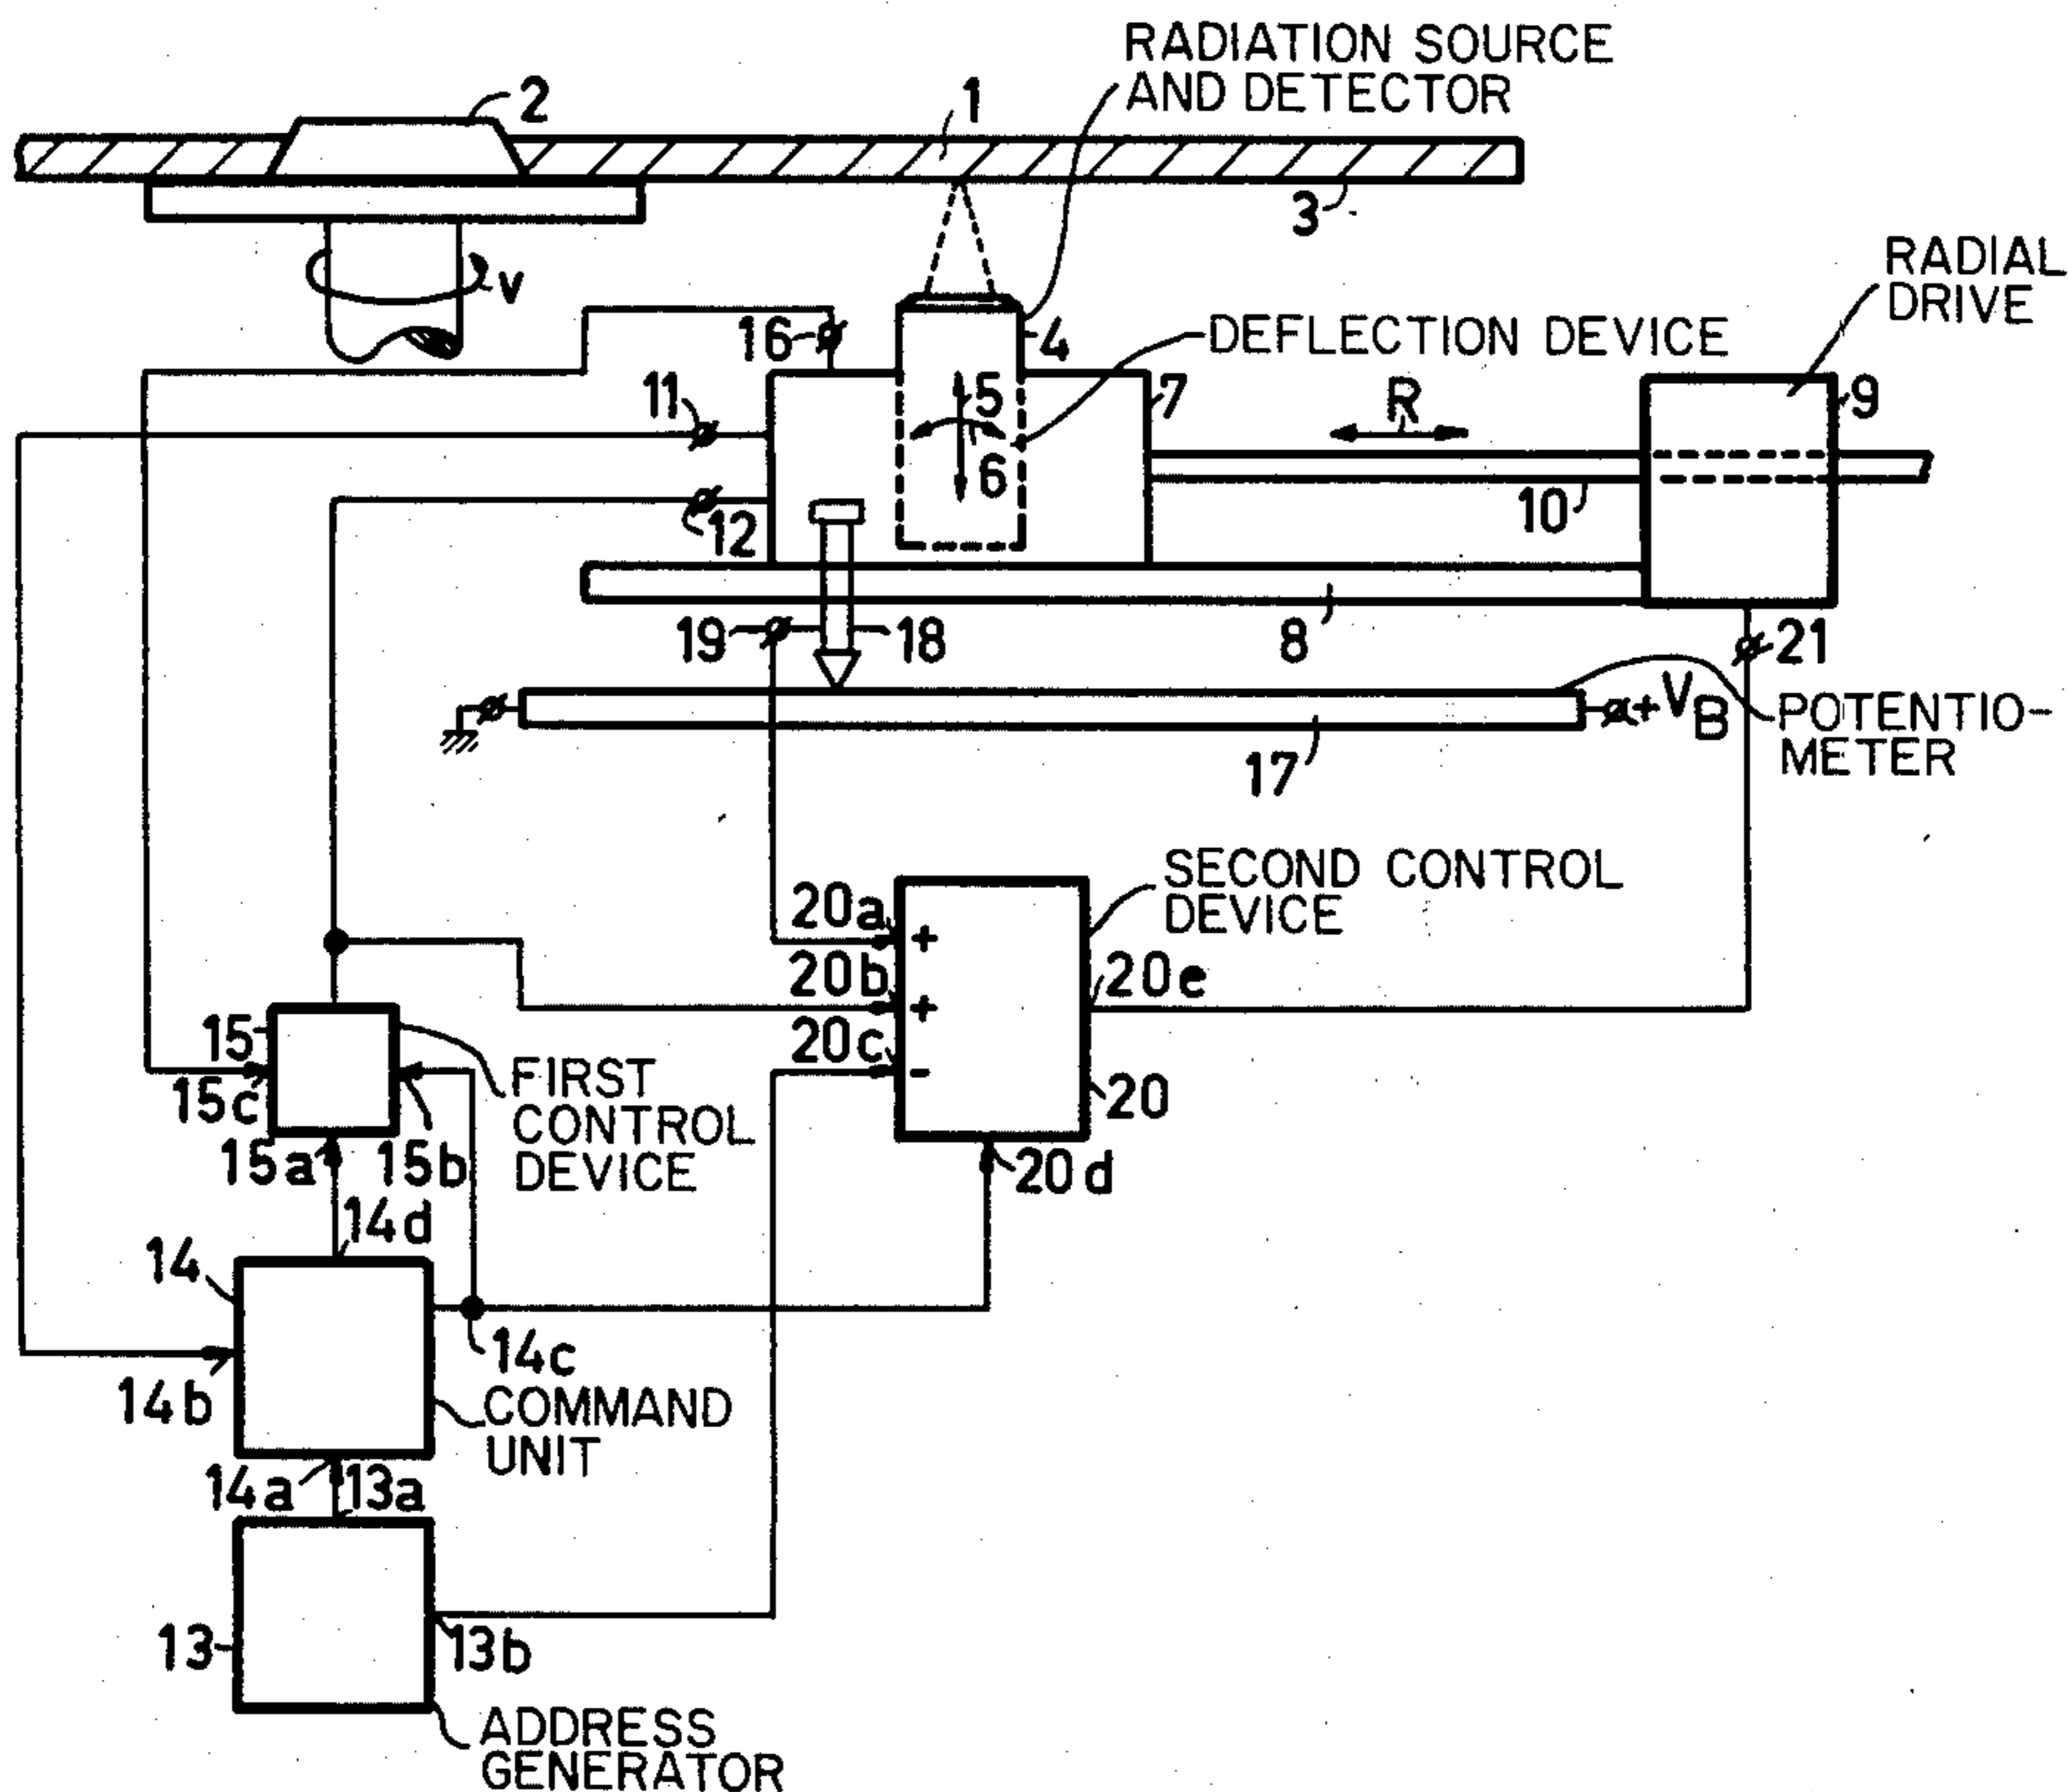 RADIATION SOURCE
AND DETECTOR
2
1
3
RADIAL
DRIVE
v
16
4
DEFLECTION DEVICE
11
5
7
R
9
6
12
10
19
18
8
21
+VB
POTENTIO-
METER
17
SECOND CONTROL
DEVICE
20a
+
20b
+
20e
20c
-
20
15
FIRST
CONTROL
DEVICE
15c
15a
15b
20d
14d
14
14c
14b
COMMAND
UNIT
14a
13a
13
13b
ADDRESS
GENERATOR